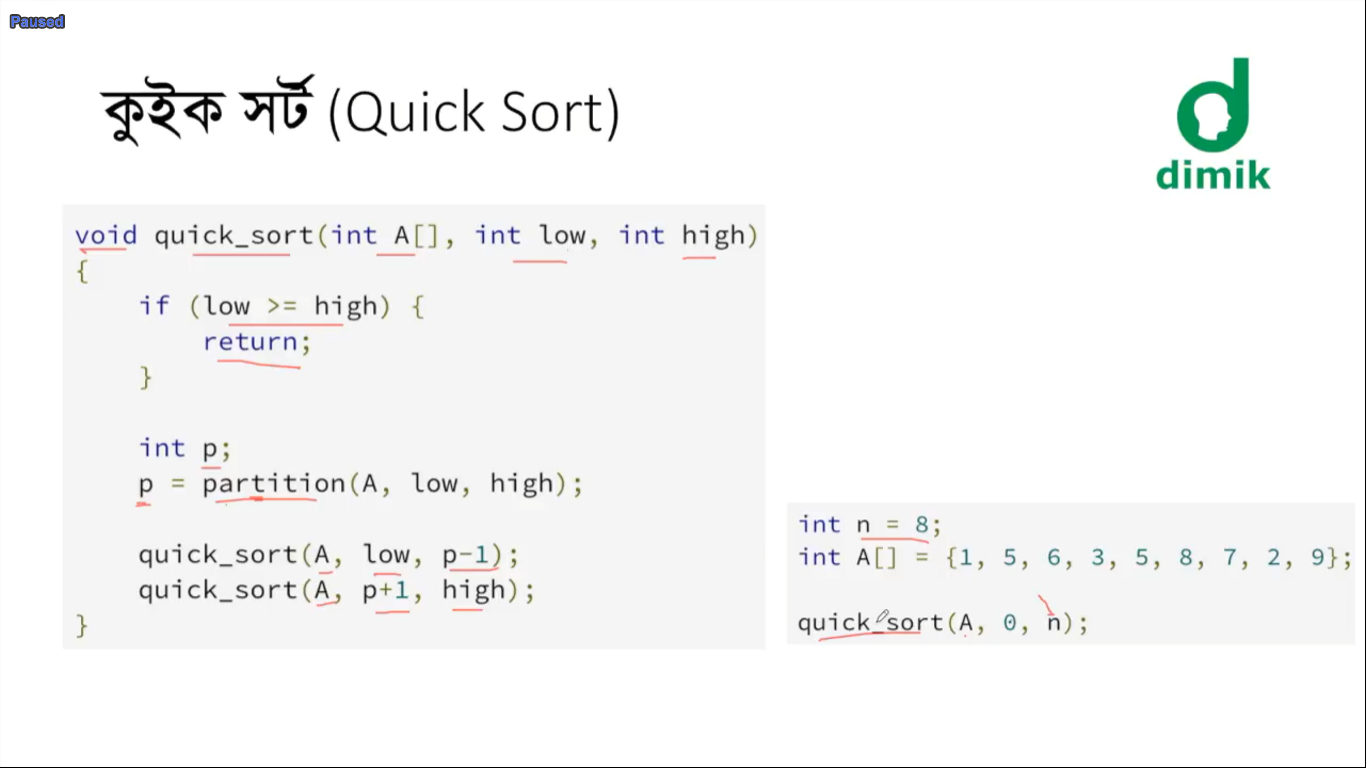 Paused
কুইক সর্ট (Quick Sort)
dimik
void quick_sort(int A[], int low, int high)
{
    if (low >= high) {
        return;
    }

    int p;
    p = partition(A, low, high);

    quick_sort(A, low, p-1);
    quick_sort(A, p+1, high);
}
int n = 8;
int A[] = {1, 5, 6, 3, 5, 8, 7, 2, 9};

quick_sort(A, 0, n);